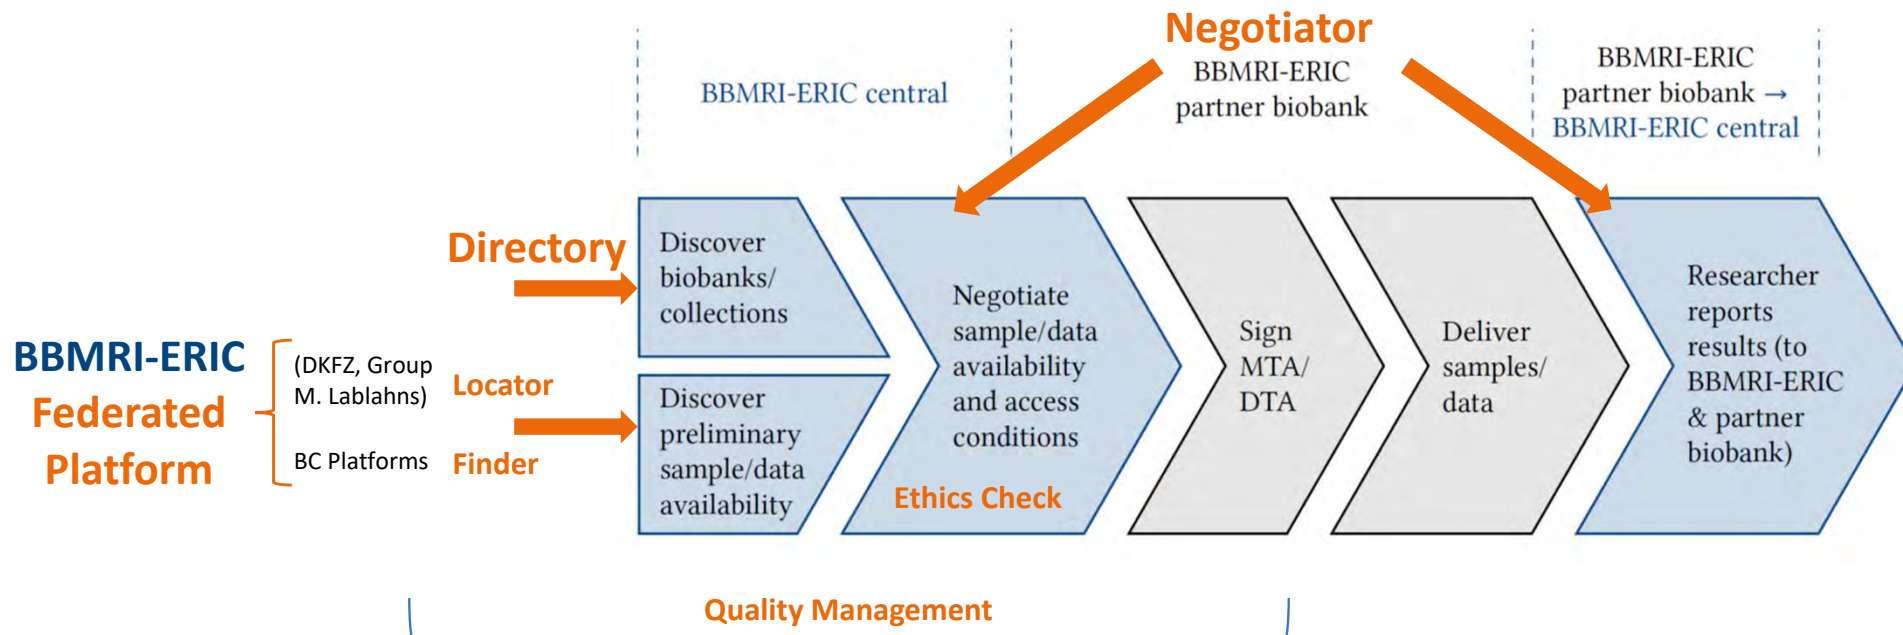 Negotiator
BBMRI-ERIC central
BBMRI-ERIC
partner biobank
BBMRI-ERIC
partner biobank →
BBMRI-ERIC central
Directory
BBMRI-ERIC
Federated
Platform
(DKFZ, Group
M. Lablahns)
Locator
BC Platforms
Finder
Discover
biobanks/
collections
Discover
preliminary
sample/data
availability
Negotiate
sample/data
availability
and access
conditions
Ethics Check
Sign
MTA/
DTA
Deliver
samples/
data
Researcher
reports
results (to
BBMRI-ERIC
& partner
biobank)
Quality Management